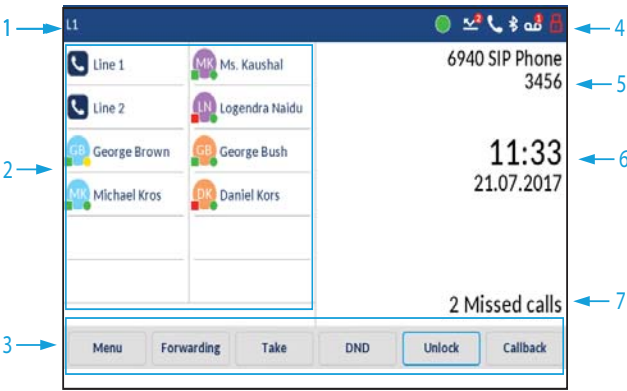 1
L1
2
1
4
Line 1
MK Ms. Kaushal
6940 SIP Phone
3456
5
Line 2
LN Logendra Naidu
2
GB George Brown
GB George Bush
11:33
6
21.07.2017
MK Michael Kros
DK Daniel Kors
2 Missed calls
7
3
Menu
Forwarding
Take
DND
Unlock
Callback